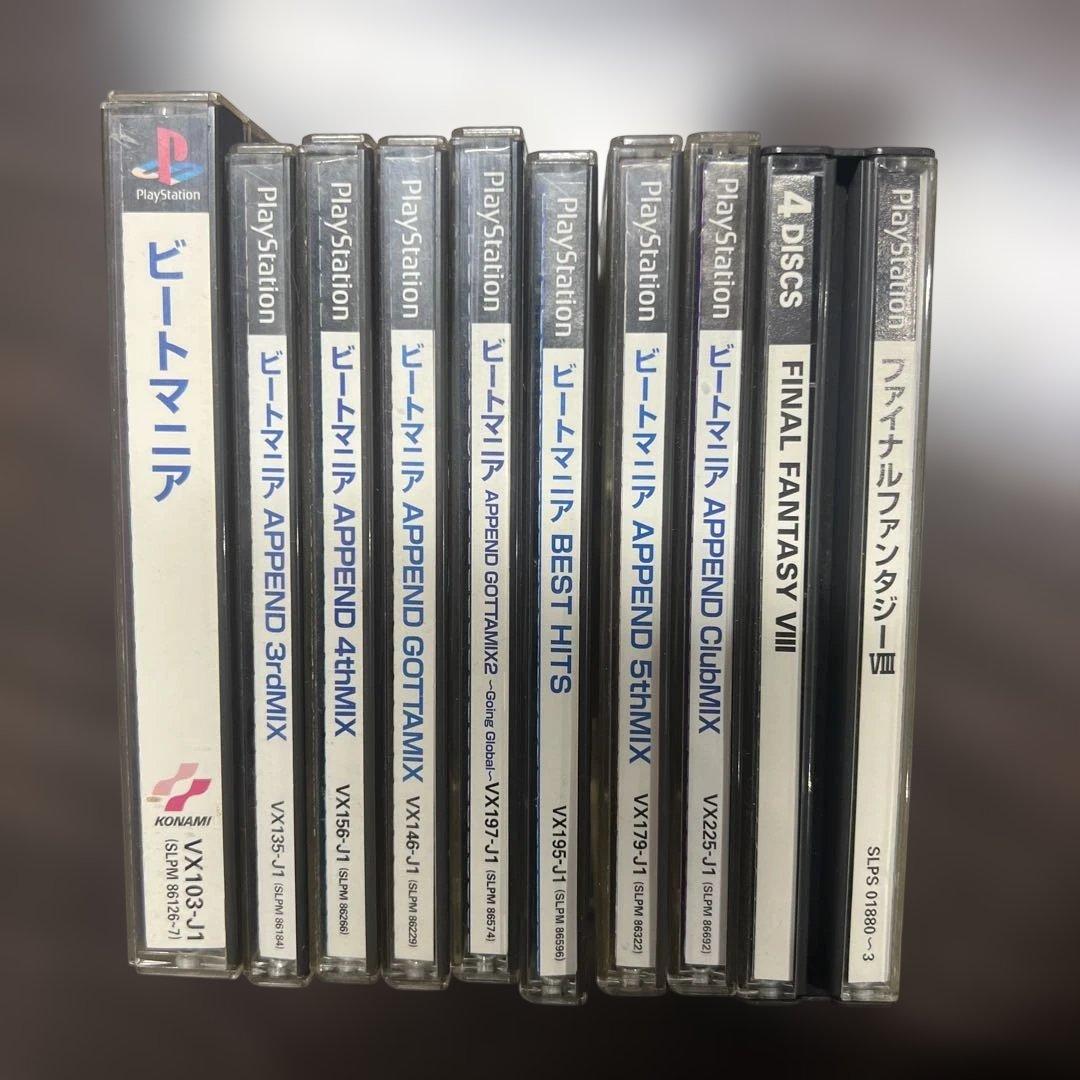 PlayStation
ビートマニア
KONAMI
VX103-J1
(SLPM 86126~7)
PlayStation
ビートマニア APPEND 3rdMIX
VX135-J1 (SLPM 86184)
PlayStation
ビートマニア APPEND 4thMIX
VX156-J1 (SLPM 86266)
PlayStation
ビートマニア APPEND GOTTAMIX
VX146-J1 (SLPM 86229)
PlayStation
ビートマニア APPEND GOTTAMIX2 ~Going Global~
VX197-J1 (SLPM 86574)
PlayStation
ビートマニア BEST HITS
VX195-J1 (SLPM 86596)
PlayStation
ビートマニア APPEND 5thMIX
VX179-J1 (SLPM 86322)
PlayStation
ビートマニア APPEND ClubMIX
VX225-J1 (SLPM 86692)
4 DISCS
FINAL FANTASY VIII
PlayStation
ファイナルファンタジーVIII
SLPS 01880~3